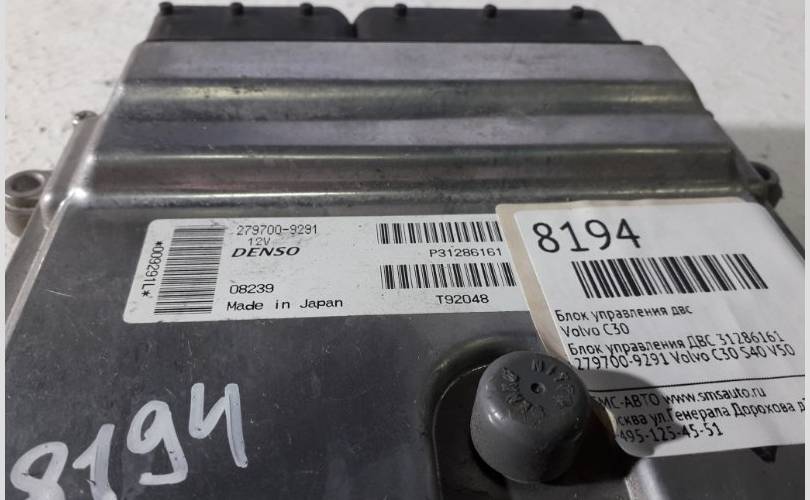 279700-9291
12V
DENSO
08239
Made in Japan
*009291L*
P31286161
T92048
8194
Блок управления двс
Volvo C30
Блок управления ДВС 31286161
279700-9291 Volvo C30 S40 V50
СМС-АВТО www.smsauto.ru
ул.Генерала Дорохова
-495-125-45-51
NITTO
8194